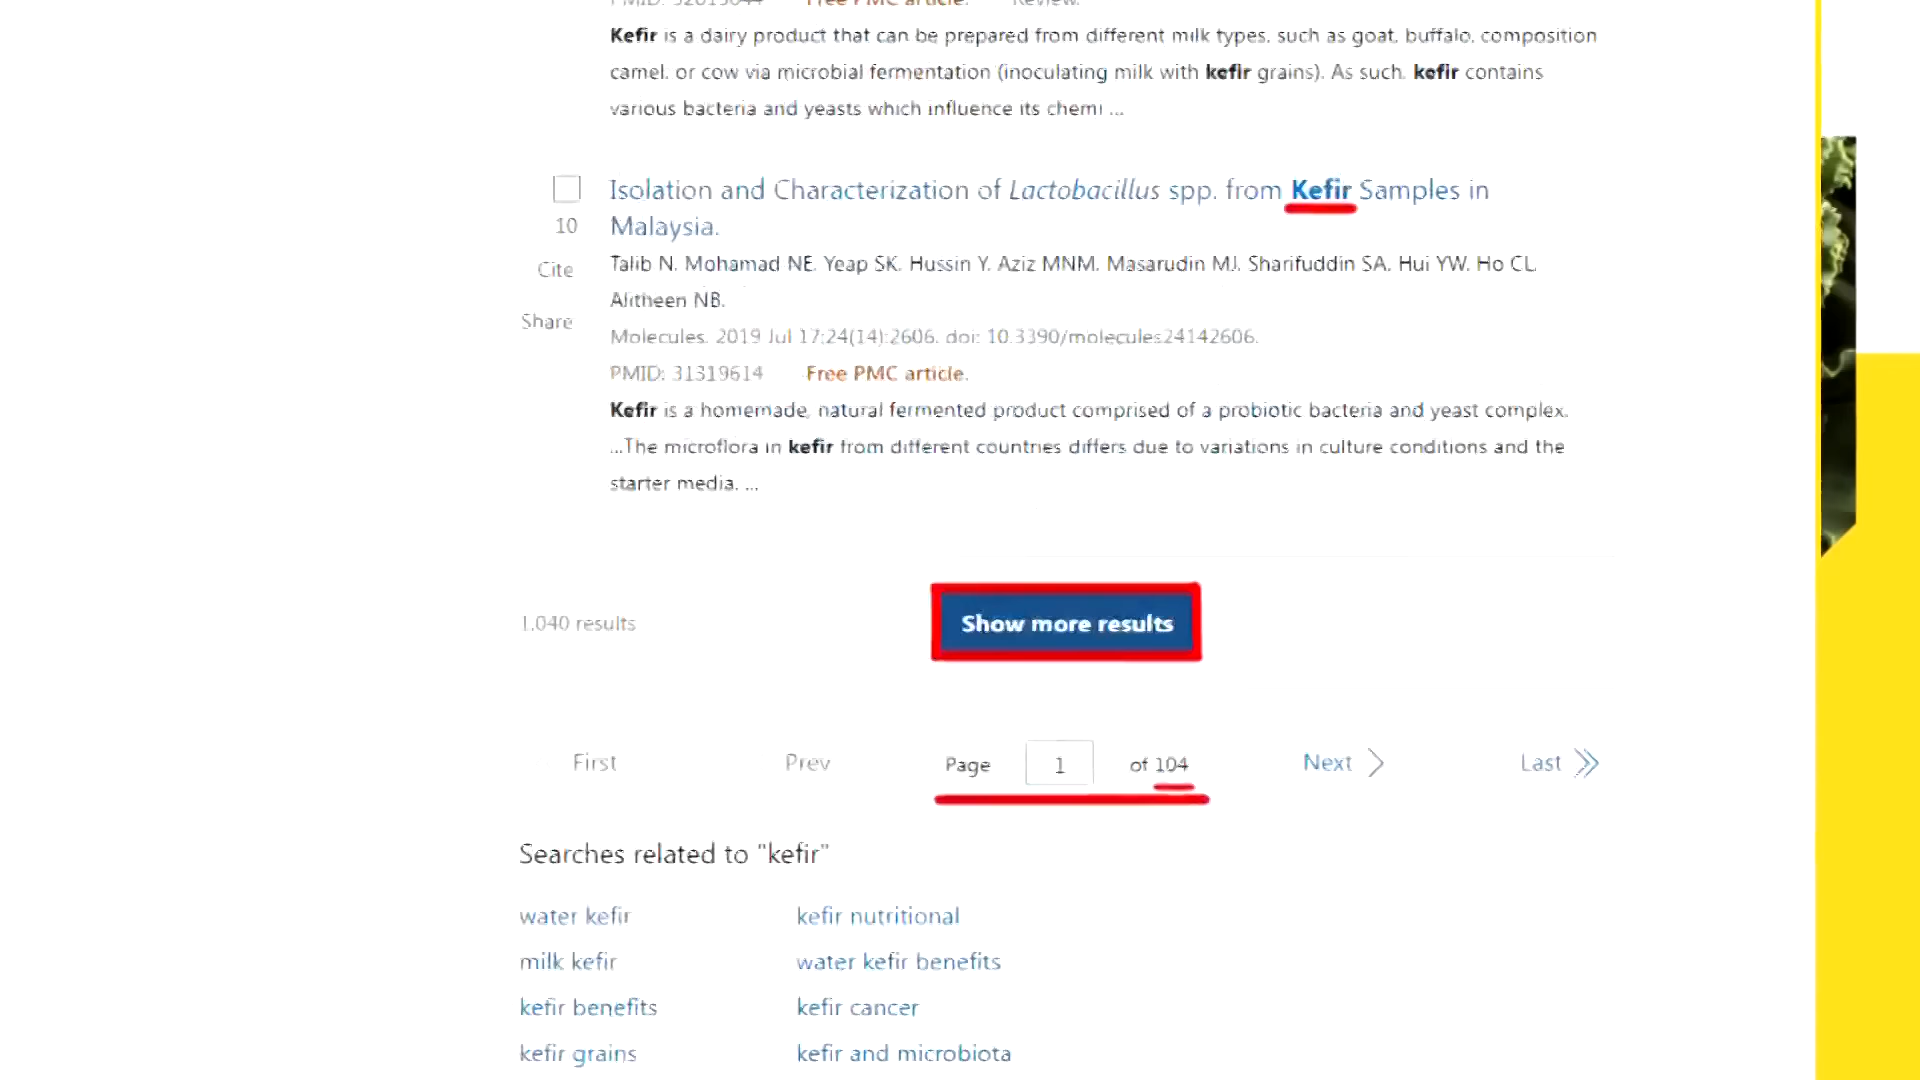 Free PMC article. Review.
Kefir is a dairy product that can be prepared from different milk types, such as goat, buffalo, composition
camel, or cow via microbial fermentation (inoculating milk with kefir grains). As such, kefir contains
various bacteria and yeasts which influence its chemi ...
Isolation and Characterization of Lactobacillus spp. from Kefir Samples in
10 Malaysia.
Cite Talib N, Mohamad NE, Yeap SK, Hussin Y, Aziz MNM, Masarudin MJ, Sharifuddin SA, Hui YW, Ho CL,
Alitheen NB.
Share Molecules. 2019 Jul 17;24(14):2606. doi: 10.3390/molecules24142606.
PMID: 31319614 Free PMC article.
Kefir is a homemade, natural fermented product comprised of a probiotic bacteria and yeast complex.
...The microflora in kefir from different countries differs due to variations in culture conditions and the
starter media. ...
1,040 results Show more results
First Prev Page 1 of 104 Next Last
Searches related to "kefir"
water kefir kefir nutritional
milk kefir water kefir benefits
kefir benefits kefir cancer
kefir grains kefir and microbiota